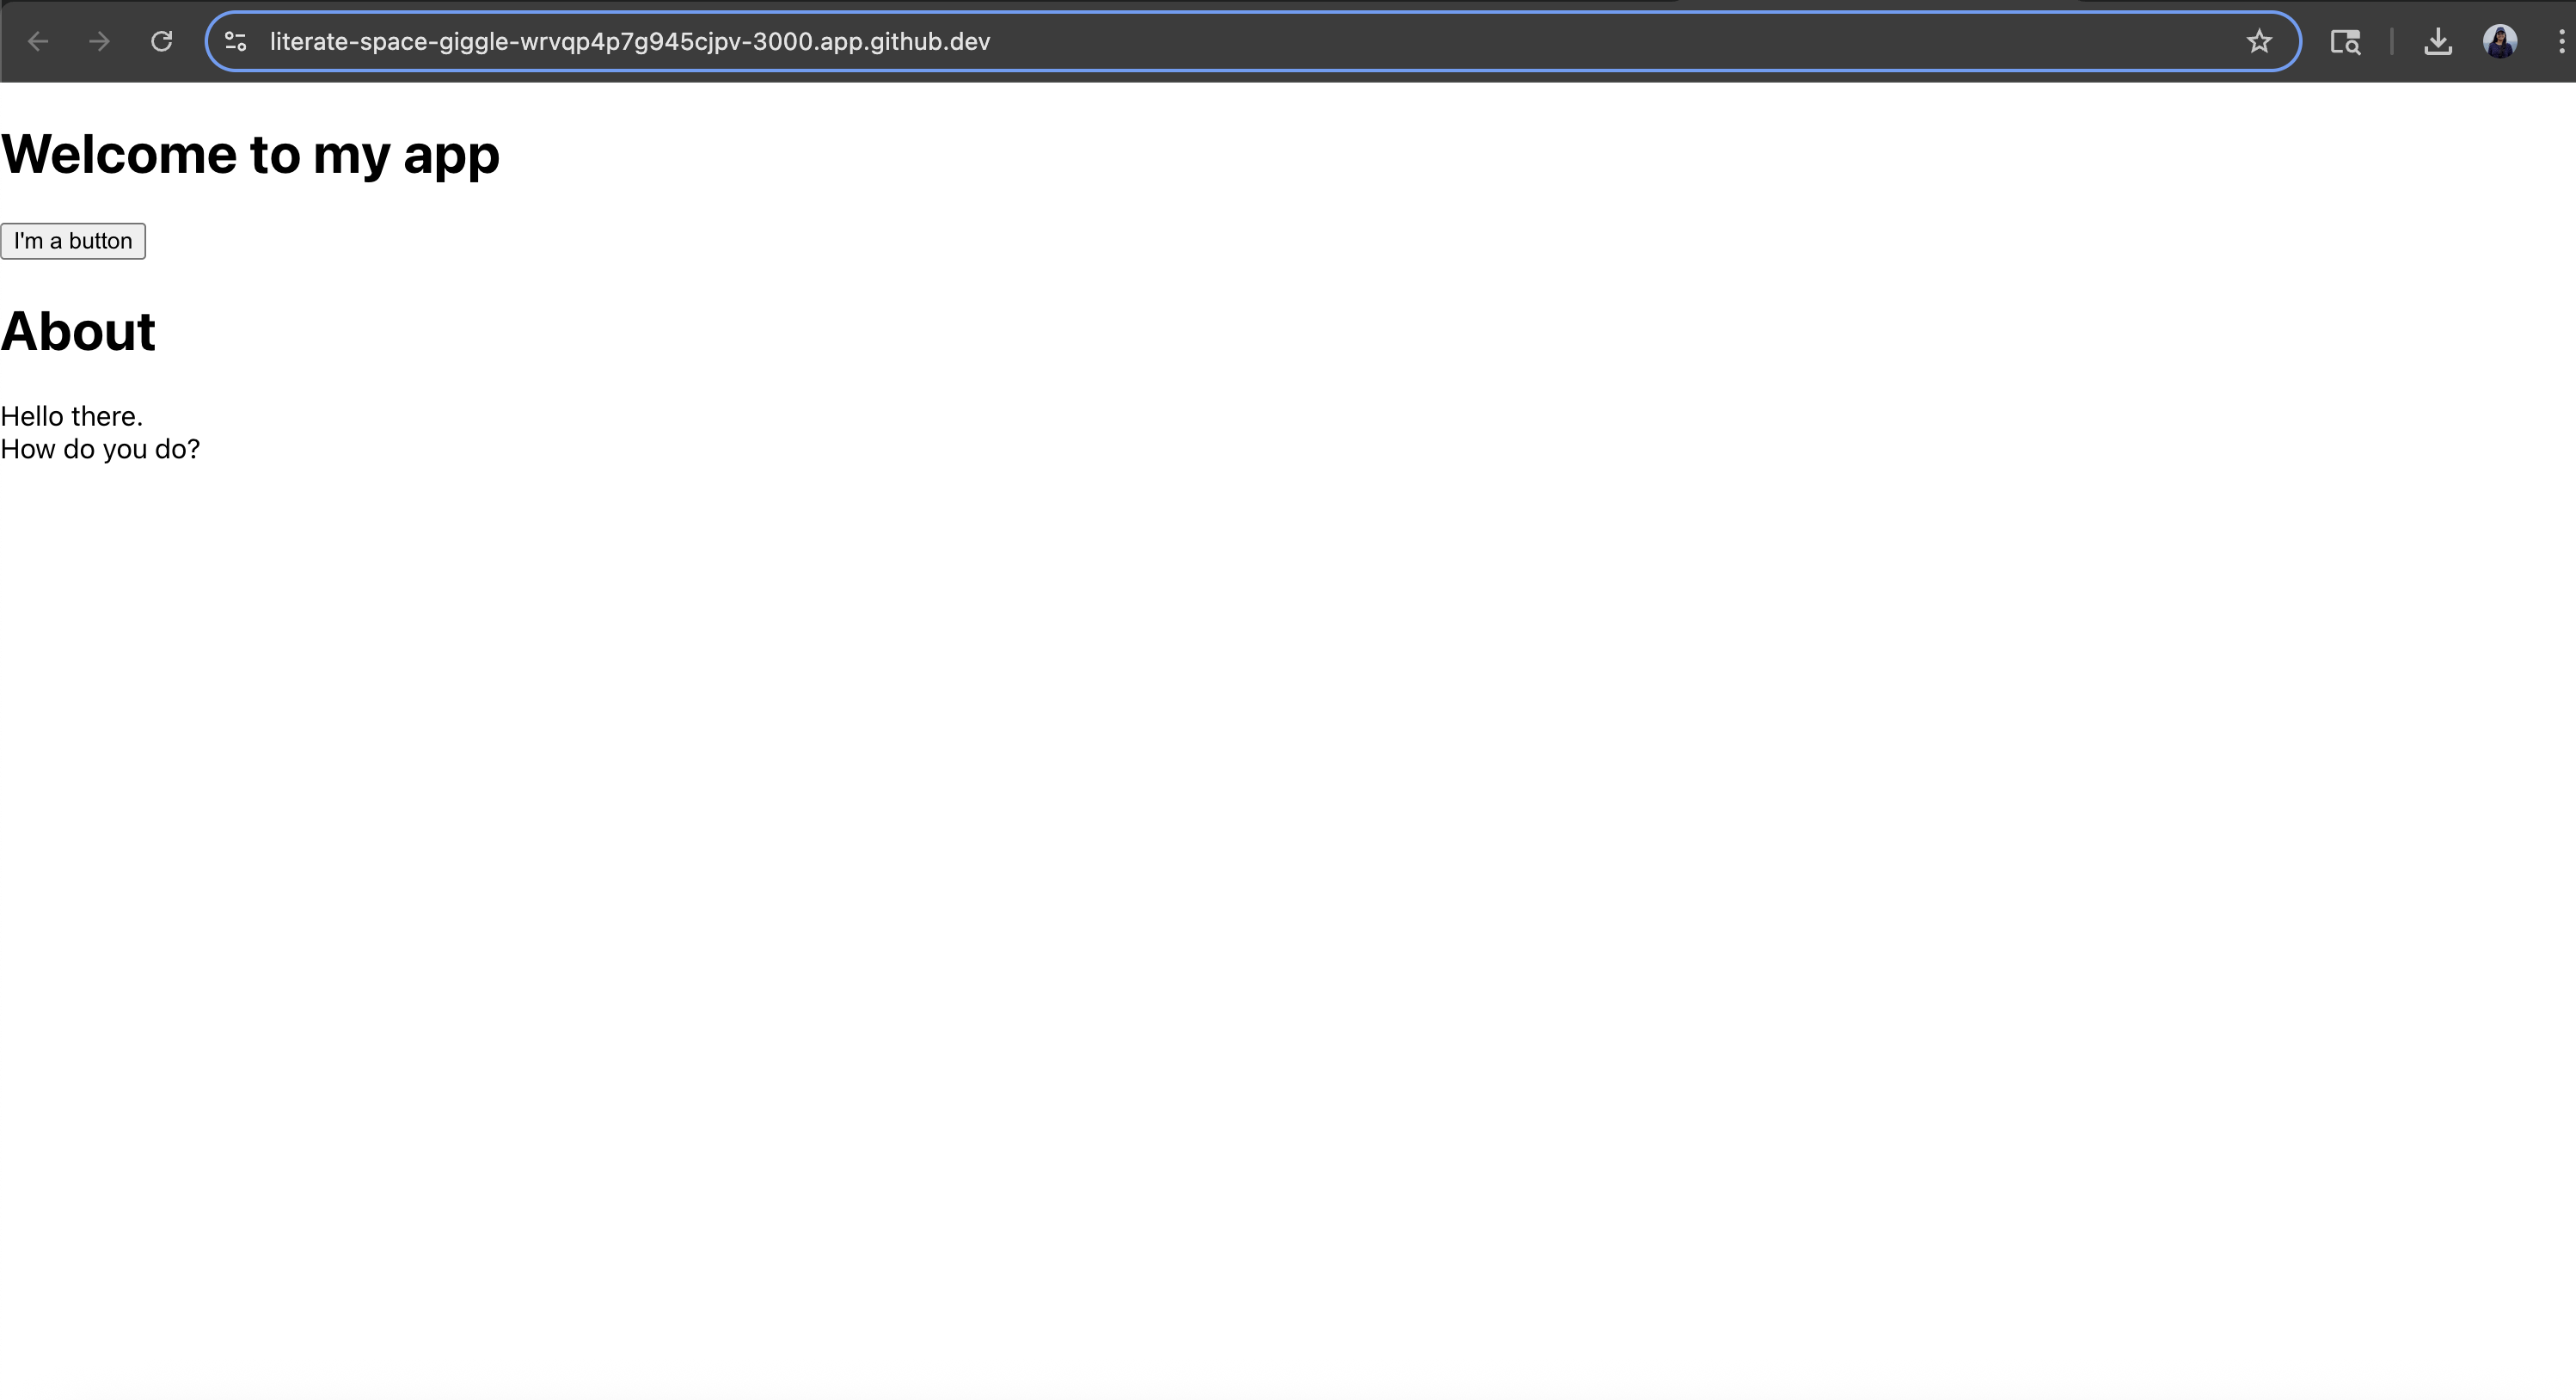 literate-space-giggle-wrvqp4p7g945cjpv-3000.app.github.dev
Welcome to my app
I'm a button
About
Hello there.
How do you do?